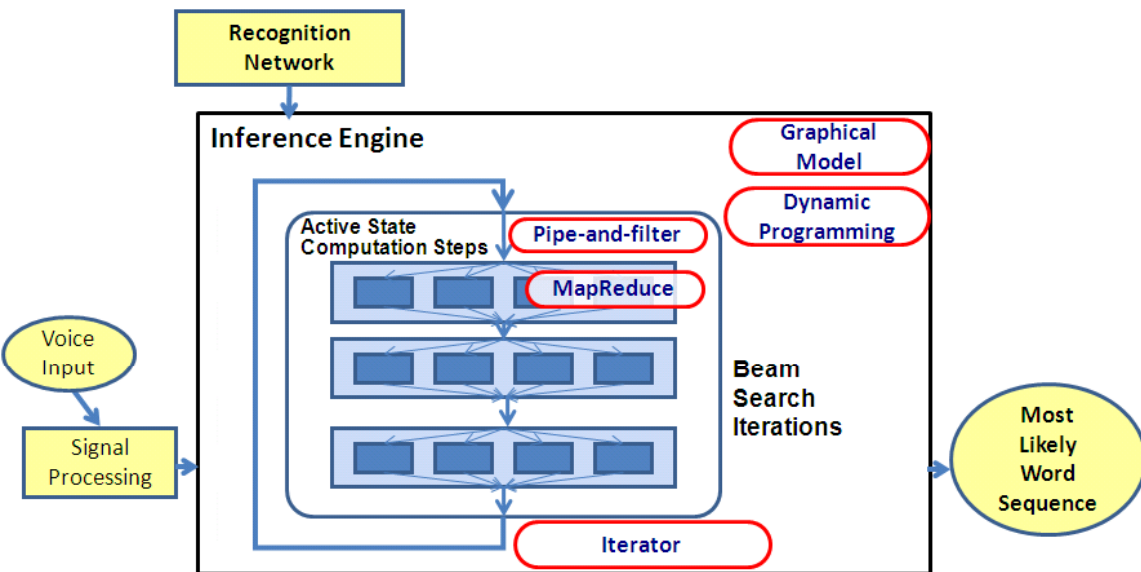 Recognition
Network
Inference Engine
Graphical
Model
Dynamic
Programming
Active State
Computation Steps
Pipe-and-filter
MapReduce
Voice
Input
Signal
Processing
Beam
Search
Iterations
Most
Likely
Word
Sequence
Iterator